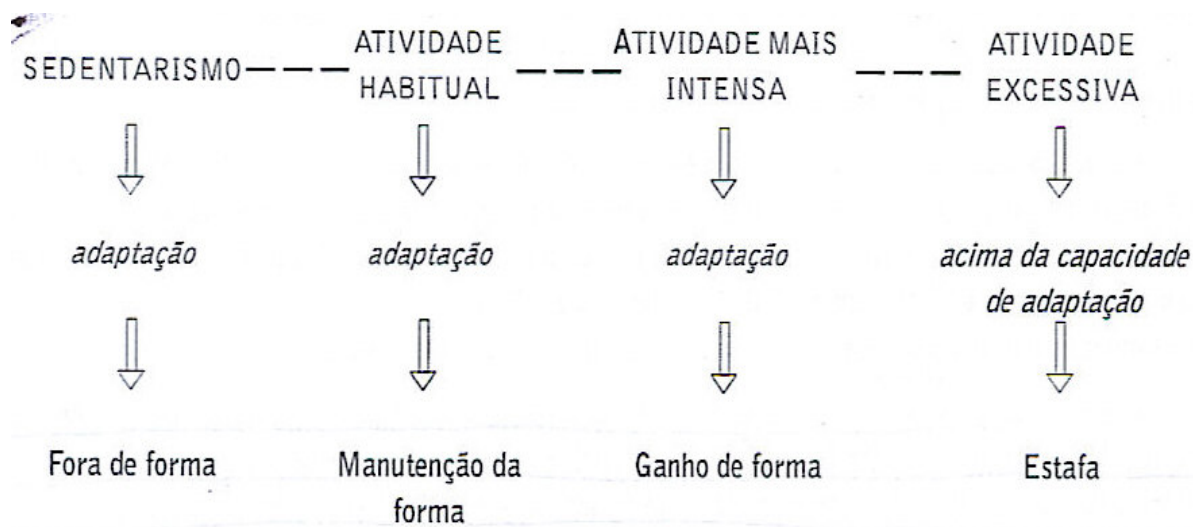 SEDENTARISMO
ATIVIDADE
HABITUAL
ATIVIDADE MAIS
INTENSA
ATIVIDADE
EXCESSIVA
adaptação
adaptação
adaptação
acima da capacidade
de adaptação
Fora de forma
Manutenção da
forma
Ganho de forma
Estafa